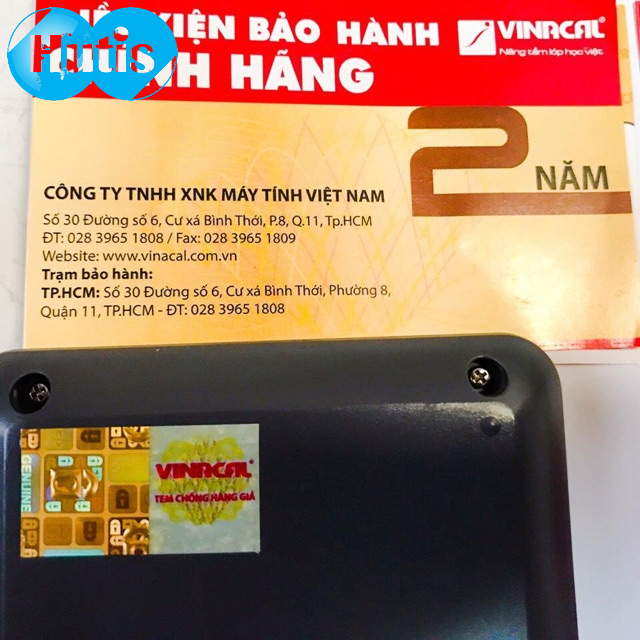 Hutis
KIỆN BẢO HÀNH
HÃNG
VINACAL®
Nâng tầm lớp học việt
2
NĂM
CÔNG TY TNHH XNK MÁY TÍNH VIỆT NAM
Số 30 Đường số 6, Cư xá Bình Thới, P.8, Q.11, Tp.HCM
ĐT: 028 3965 1808 / Fax: 028 3965 1809
Website: www.vinacal.com.vn
Trạm bảo hành:
TP.HCM: Số 30 Đường số 6, Cư xá Bình Thới, Phường 8,
Quận 11, TP.HCM - ĐT: 028 3965 1808
GENUINE
VINACAL®
TEM CHỐNG HÀNG GIẢ